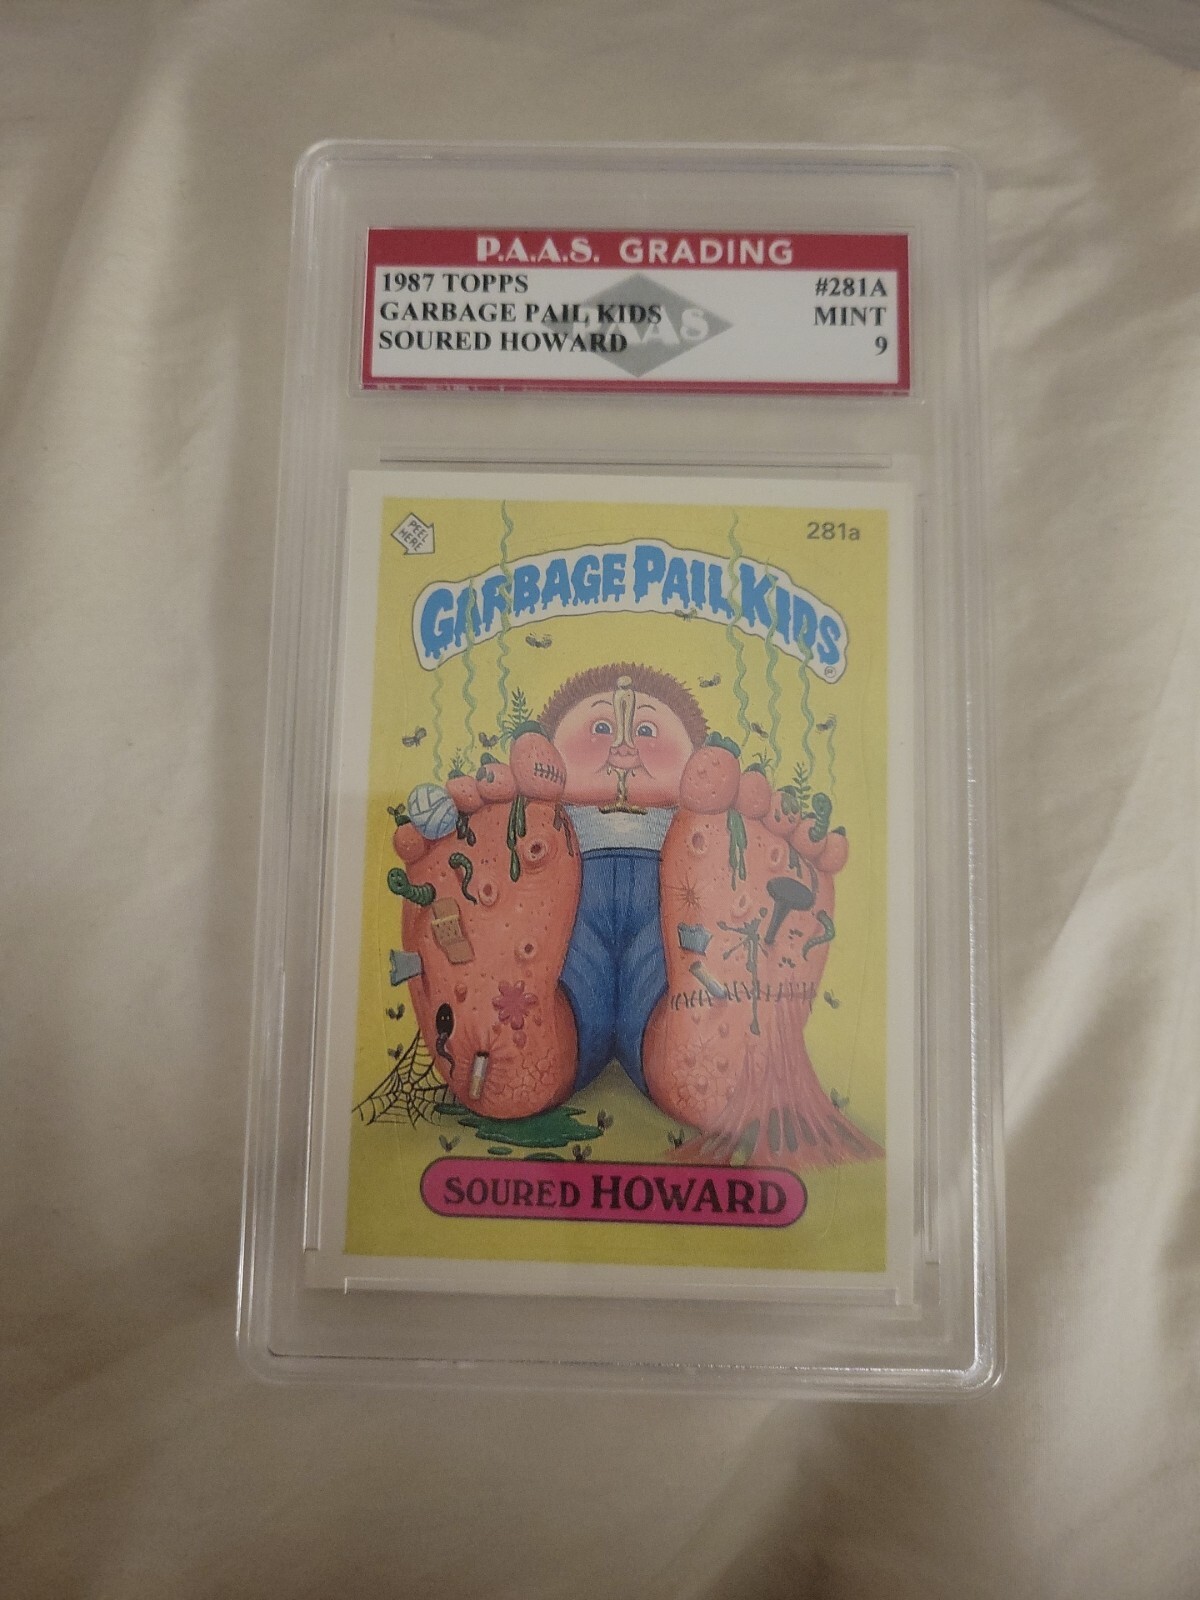 P.A.A.S. GRADING
1987 TOPPS #281A
GARBAGE PAIL KIDS MINT
SOURED HOWARD 9
PAAS
PEEL
HERE
281a
GARBAGE PAIL KIDS®
SOURED HOWARD